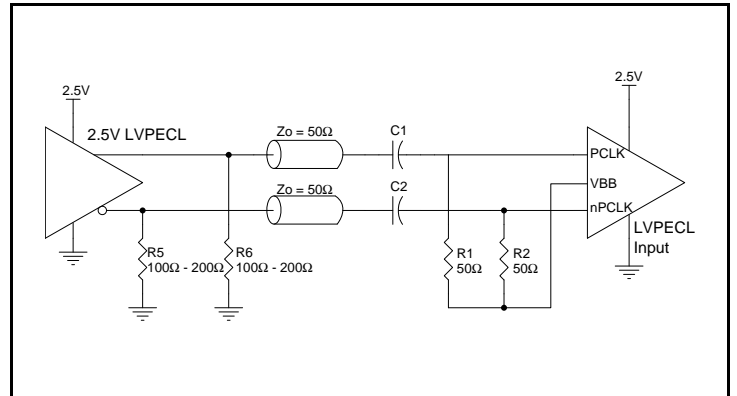 2.5V
2.5V
2.5V LVPECL
Zo = 50Ω
C1
PCLK
Zo = 50Ω
C2
VBB
nPCLK
LVPECL
Input
R5
100Ω - 200Ω
R6
100Ω - 200Ω
R1
50Ω
R2
50Ω